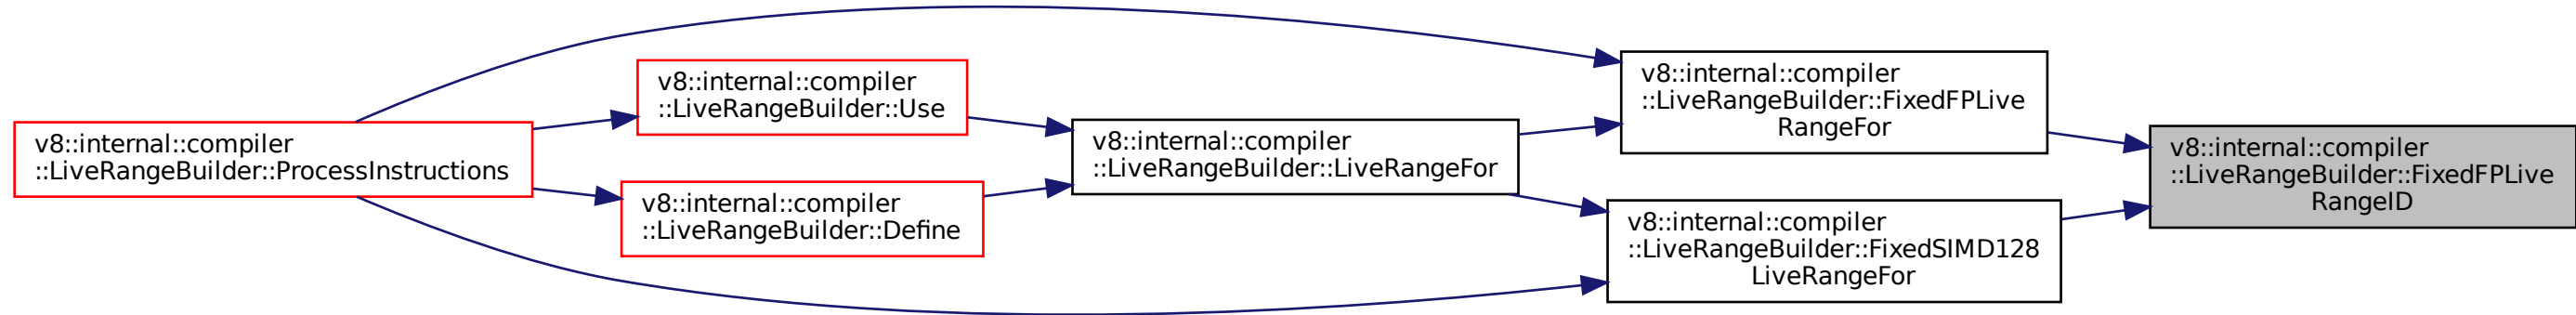 v8::internal::compiler
::LiveRangeBuilder::ProcessInstructions
v8::internal::compiler
::LiveRangeBuilder::Use
v8::internal::compiler
::LiveRangeBuilder::Define
v8::internal::compiler
::LiveRangeBuilder::LiveRangeFor
v8::internal::compiler
::LiveRangeBuilder::FixedFPLive
RangeFor
v8::internal::compiler
::LiveRangeBuilder::FixedSIMD128
LiveRangeFor
v8::internal::compiler
::LiveRangeBuilder::FixedFPLive
RangeID